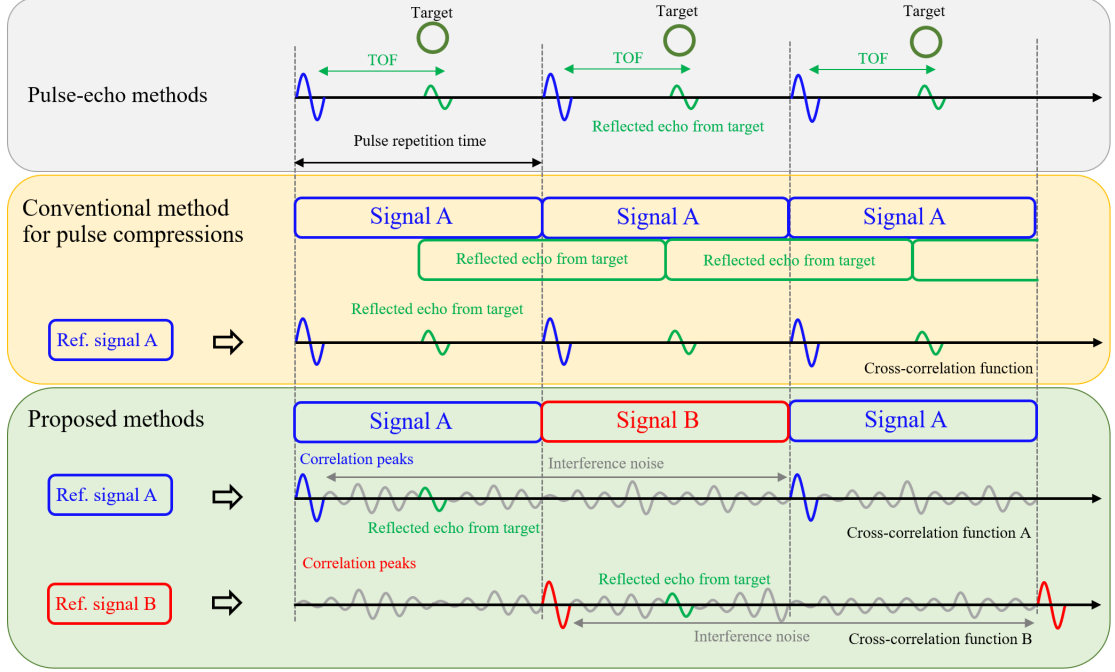 Target
Target
Target
TOF
TOF
TOF
Pulse-echo methods
Reflected echo from target
Pulse repetition time
Conventional method
for pulse compressions
Signal A
Signal A
Signal A
Reflected echo from target
Reflected echo from target
Reflected echo from target
Ref. signal A
Cross-correlation function
Proposed methods
Signal A
Signal B
Signal A
Correlation peaks
Interference noise
Ref. signal A
Reflected echo from target
Cross-correlation function A
Correlation peaks
Reflected echo from target
Ref. signal B
Interference noise
Cross-correlation function B